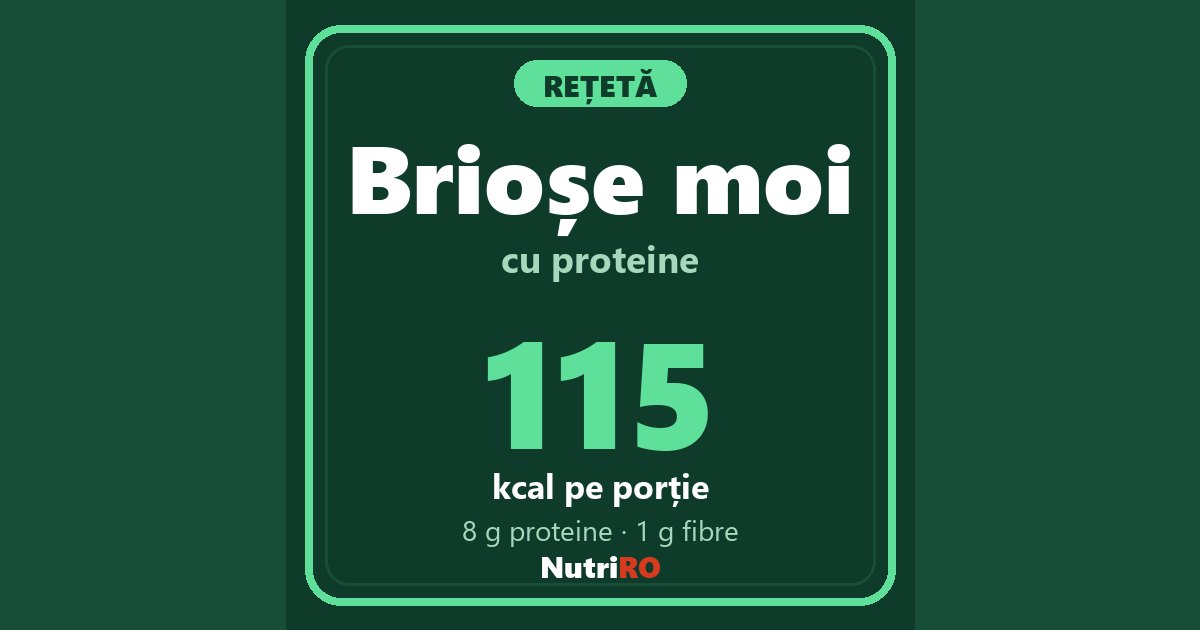 REȚETĂ
Brioșe moi
cu proteine
115
kcal pe porție
8 g proteine · 1 g fibre
NutriRO